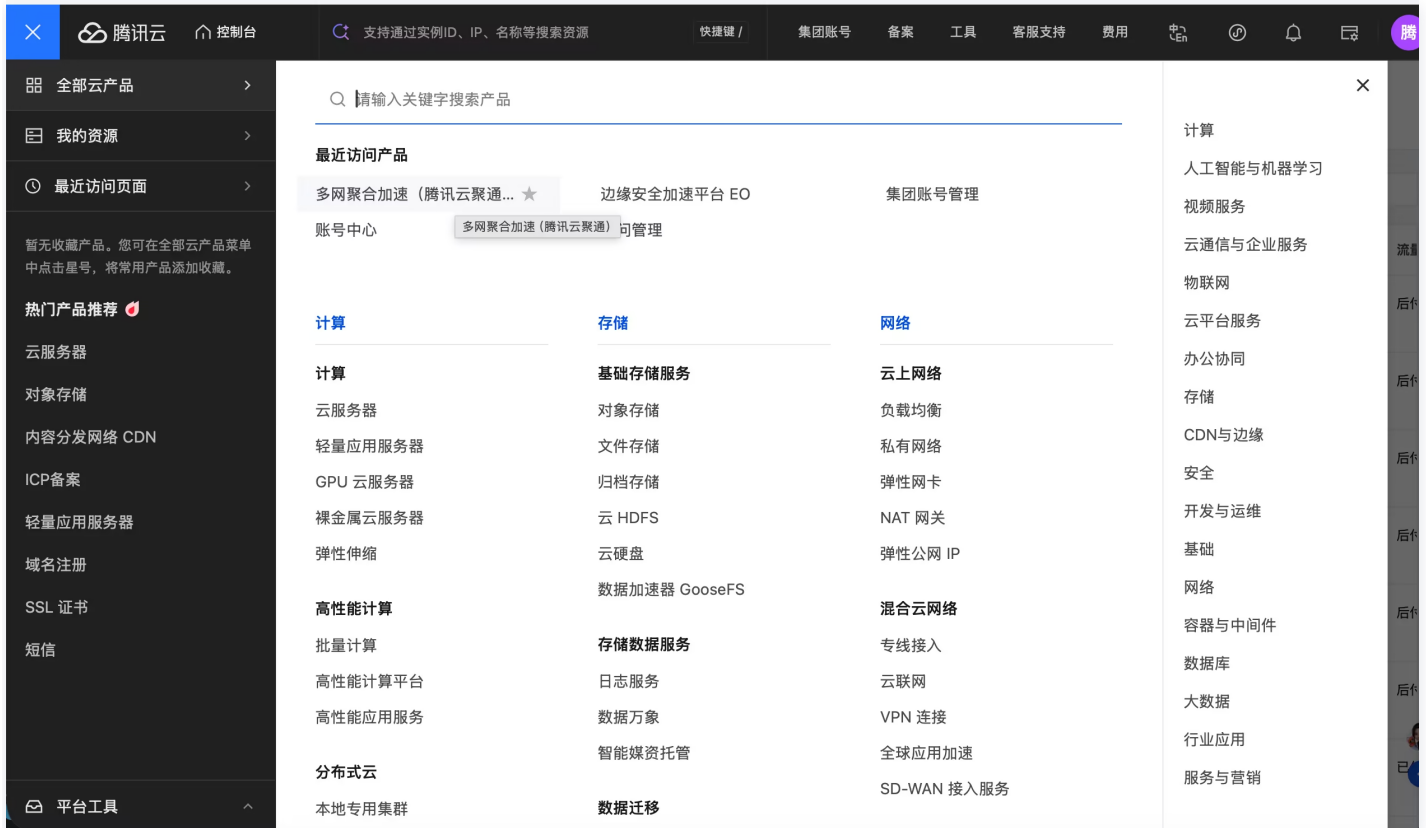 腾讯云
控制台
支持通过实例ID、IP、名称等搜索资源
快捷键 /
集团账号
备案
工具
客服支持
费用
En
腾
全部云产品
我的资源
最近访问页面
暂无收藏产品。您可在全部云产品菜单
中点击星号，将常用产品添加收藏。
热门产品推荐
云服务器
对象存储
内容分发网络 CDN
ICP备案
轻量应用服务器
域名注册
SSL 证书
短信
平台工具
请输入关键字搜索产品
最近访问产品
多网聚合加速（腾讯云聚通...
边缘安全加速平台 EO
集团账号管理
账号中心
多网聚合加速 (腾讯云聚通)
问管理
计算
计算
云服务器
轻量应用服务器
GPU 云服务器
裸金属云服务器
弹性伸缩
高性能计算
批量计算
高性能计算平台
高性能应用服务
分布式云
本地专用集群
存储
基础存储服务
对象存储
文件存储
归档存储
云 HDFS
云硬盘
数据加速器 GooseFS
存储数据服务
日志服务
数据万象
智能媒资托管
数据迁移
网络
云上网络
负载均衡
私有网络
弹性网卡
NAT 网关
弹性公网 IP
混合云网络
专线接入
云联网
VPN 连接
全球应用加速
SD-WAN 接入服务
计算
人工智能与机器学习
视频服务
云通信与企业服务
物联网
云平台服务
办公协同
存储
CDN与边缘
安全
开发与运维
基础
网络
容器与中间件
数据库
大数据
行业应用
服务与营销
流量
后付
后付
后付
后付
后付
后付
已